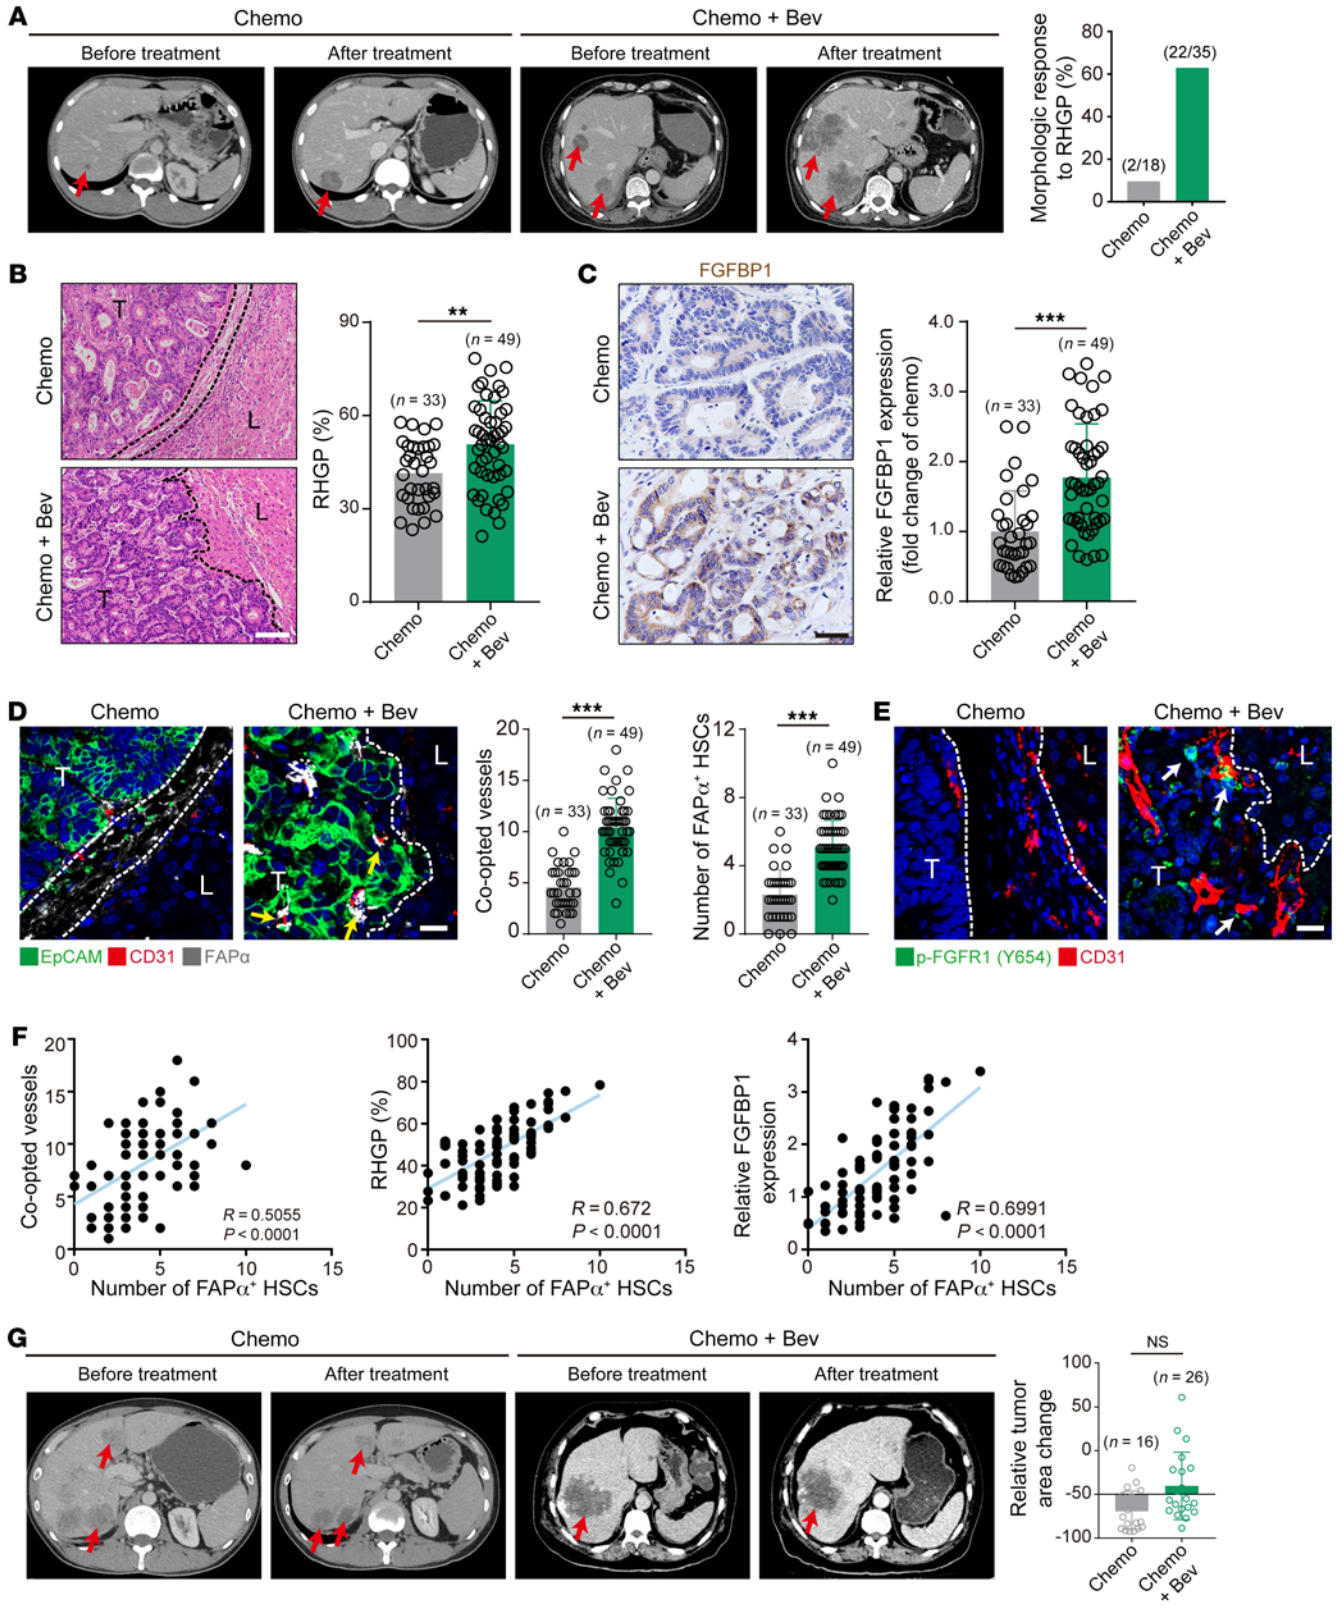 A
Chemo
Chemo + Bev
Before treatment
After treatment
Before treatment
After treatment
Morphologic response
to RHGP (%)
80
60
40
20
0
(2/18)
(22/35)
Chemo
Chemo
+ Bev
B
Chemo
T
L
Chemo + Bev
L
T
RHGP (%)
90
60
30
0
**
(n = 33)
(n = 49)
Chemo
Chemo
+ Bev
C
FGFBP1
Chemo
Chemo + Bev
Relative FGFBP1 expression
(fold change of chemo)
4.0
3.0
2.0
1.0
0.0
***
(n = 33)
(n = 49)
Chemo
Chemo
+ Bev
D
Chemo
Chemo + Bev
T
L
L
T
EpCAM CD31 FAPα
Co-opted vessels
20
15
10
5
0
***
(n = 33)
(n = 49)
Chemo
Chemo
+ Bev
Number of FAPα+ HSCs
12
8
4
0
***
(n = 33)
(n = 49)
Chemo
Chemo
+ Bev
E
Chemo
Chemo + Bev
T
L
L
T
p-FGFR1 (Y654) CD31
F
Co-opted vessels
20
15
10
5
0
0 5 10 15
R = 0.5055
P < 0.0001
Number of FAPα+ HSCs
RHGP (%)
100
80
60
40
20
0
0 5 10 15
R = 0.672
P < 0.0001
Number of FAPα+ HSCs
Relative FGFBP1
expression
4
3
2
1
0
0 5 10 15
R = 0.6991
P < 0.0001
Number of FAPα+ HSCs
G
Chemo
Chemo + Bev
Before treatment
After treatment
Before treatment
After treatment
Relative tumor
area change
100
50
0
-50
-100
NS
(n = 16)
(n = 26)
Chemo
Chemo
+ Bev